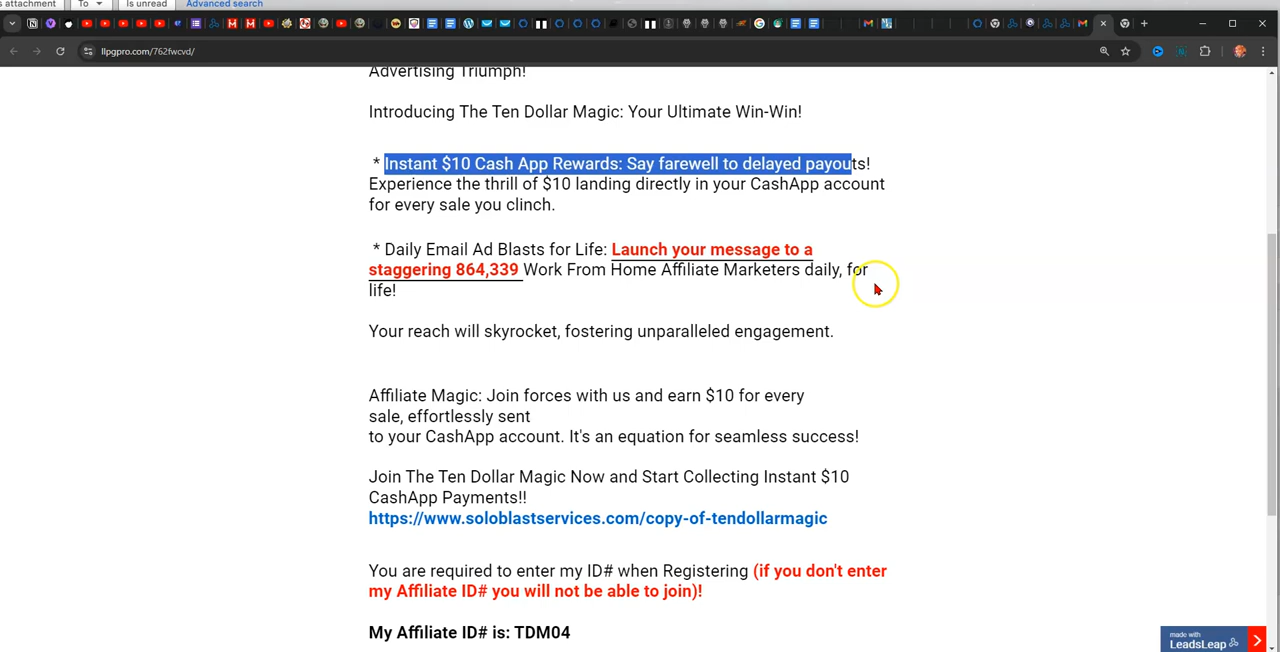 s attachment
To
Is unread
Advanced search
llpgpro.com/762fwcvd/
Advertising Triumph!
Introducing The Ten Dollar Magic: Your Ultimate Win-Win!
* Instant $10 Cash App Rewards: Say farewell to delayed payouts!
Experience the thrill of $10 landing directly in your CashApp account
for every sale you clinch.
* Daily Email Ad Blasts for Life: Launch your message to a
staggering 864,339 Work From Home Affiliate Marketers daily, for
life!
Your reach will skyrocket, fostering unparalleled engagement.
Affiliate Magic: Join forces with us and earn $10 for every
sale, effortlessly sent
to your CashApp account. It's an equation for seamless success!
Join The Ten Dollar Magic Now and Start Collecting Instant $10
CashApp Payments!!
https://www.soloblastservices.com/copy-of-tendollarmagic
You are required to enter my ID# when Registering (if you don't enter
my Affiliate ID# you will not be able to join)!
My Affiliate ID# is: TDM04
made with
LeadsLeap